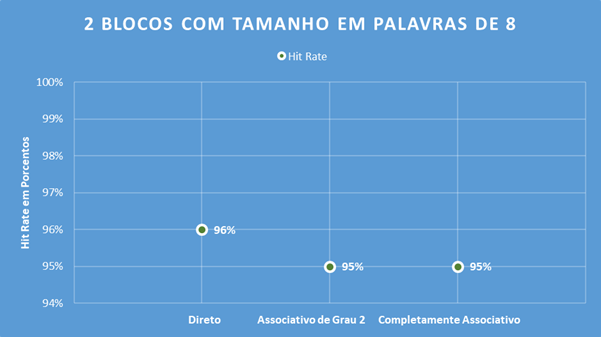 2 BLOCOS COM TAMANHO EM PALAVRAS DE 8
Hit Rate
100%
99%
98%
97%
96%
95%
94%
Hit Rate em Porcentos
96%
95%
95%
Direto
Associativo de Grau 2
Completamente Associativo